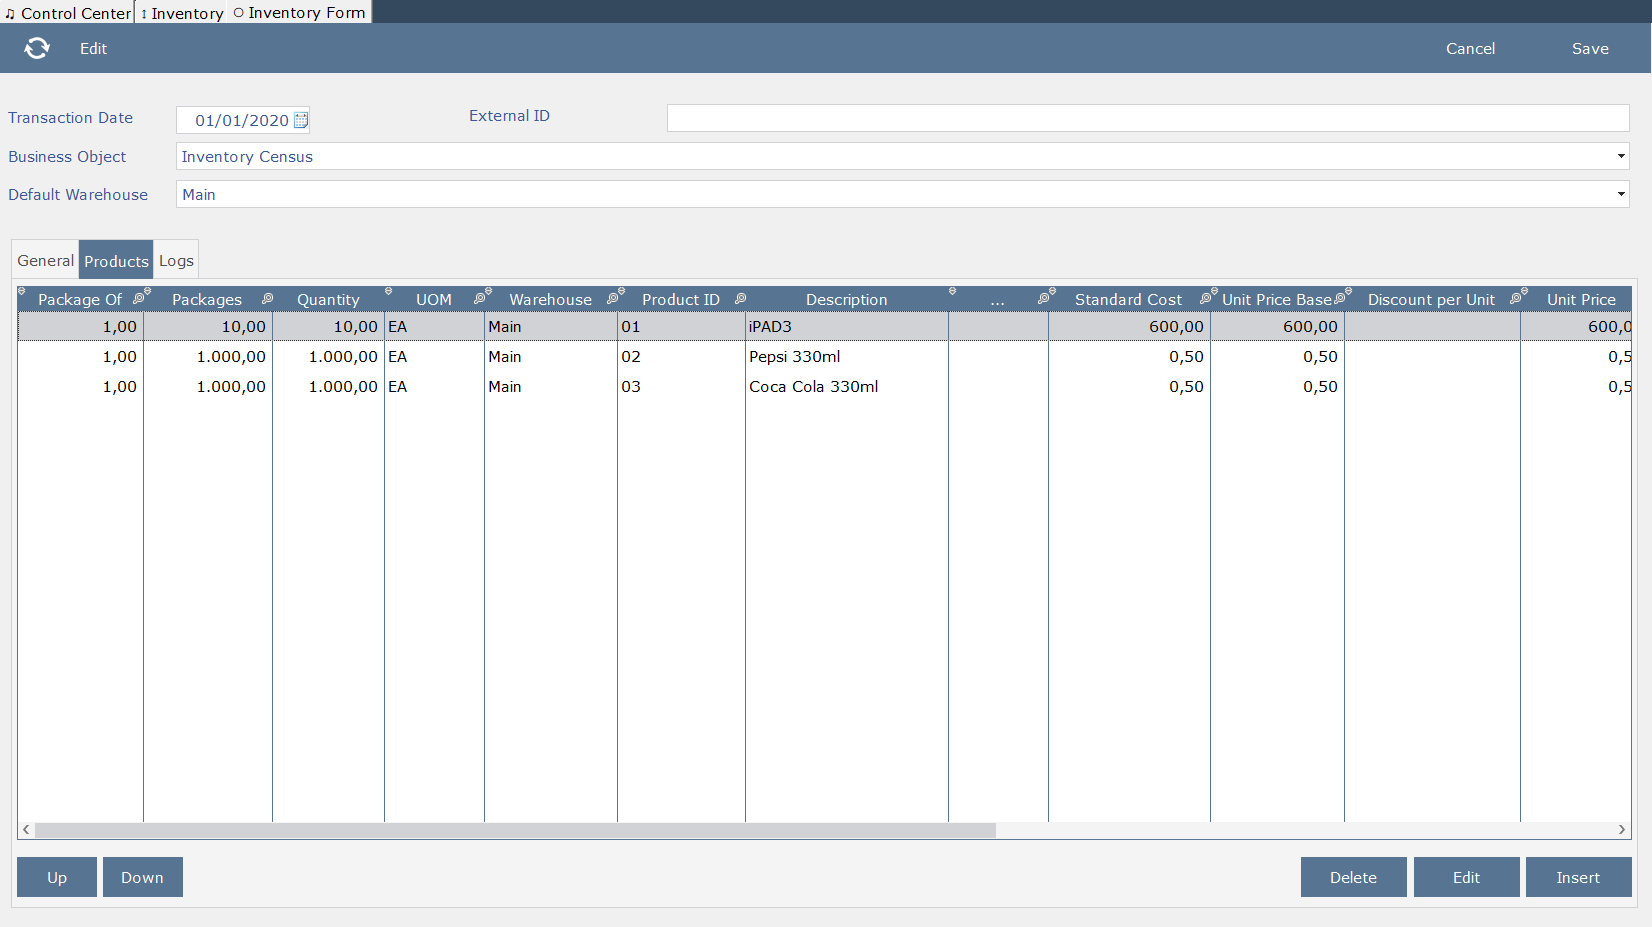 Control Center Inventory Inventory Form
Edit Cancel Save
Transaction Date 01/01/2020 External ID
Business Object Inventory Census
Default Warehouse Main
General Products Logs
Package Of Packages Quantity UOM Warehouse Product ID Description ... Standard Cost Unit Price Base Discount per Unit Unit Price
1,00 10,00 10,00 EA Main 01 iPAD3 600,00 600,00 600,0
1,00 1.000,00 1.000,00 EA Main 02 Pepsi 330ml 0,50 0,50 0,5
1,00 1.000,00 1.000,00 EA Main 03 Coca Cola 330ml 0,50 0,50 0,5
Up Down Delete Edit Insert